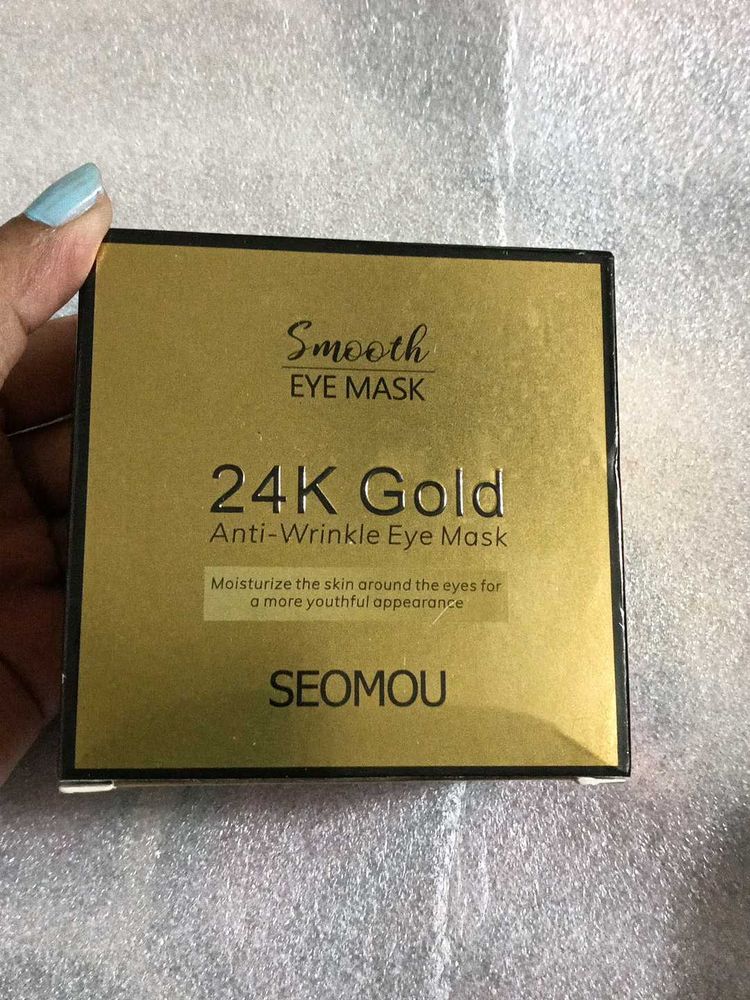 Smooth
EYE MASK
24K Gold
Anti-Wrinkle Eye Mask
Moisturize the skin around the eyes for
a more youthful appearance
SEOMOU